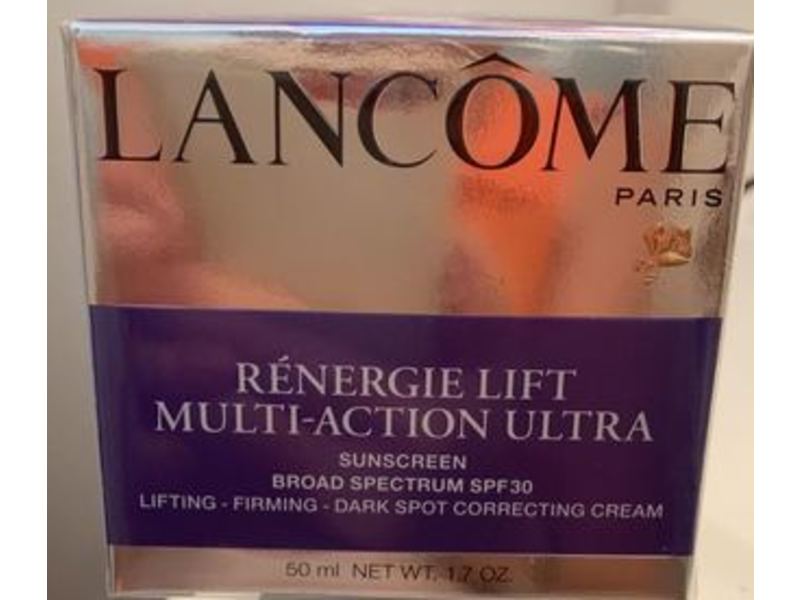 LANCÔME
PARIS
RÉNERGIE LIFT
MULTI-ACTION ULTRA
SUNSCREEN
BROAD SPECTRUM SPF30
LIFTING - FIRMING - DARK SPOT CORRECTING CREAM
50 ml NET WT. 1.7 OZ.